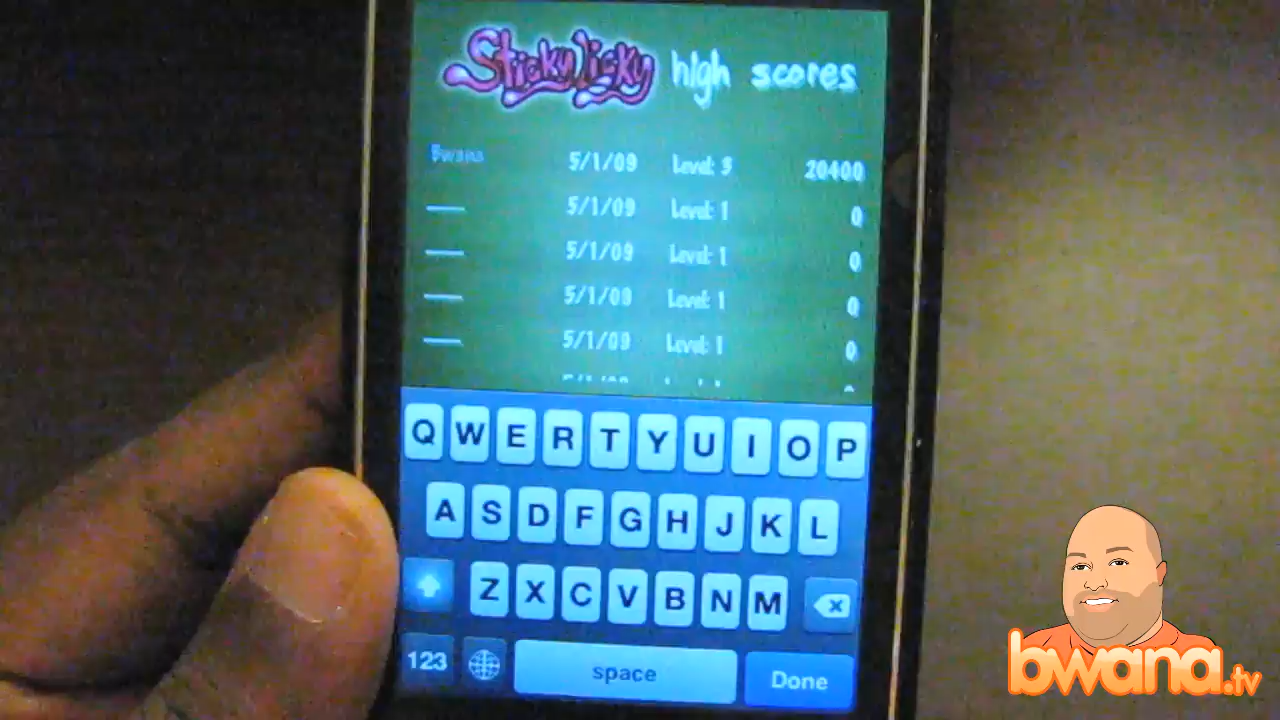 StickyLicky high scores
Bwana 5/1/09 Level: 3 20400
— 5/1/09 Level: 1 0
— 5/1/09 Level: 1 0
— 5/1/09 Level: 1 0
— 5/1/09 Level: 1 0
Q W E R T Y U I O P
A S D F G H J K L
Z X C V B N M
123 space Done
bwana.tv